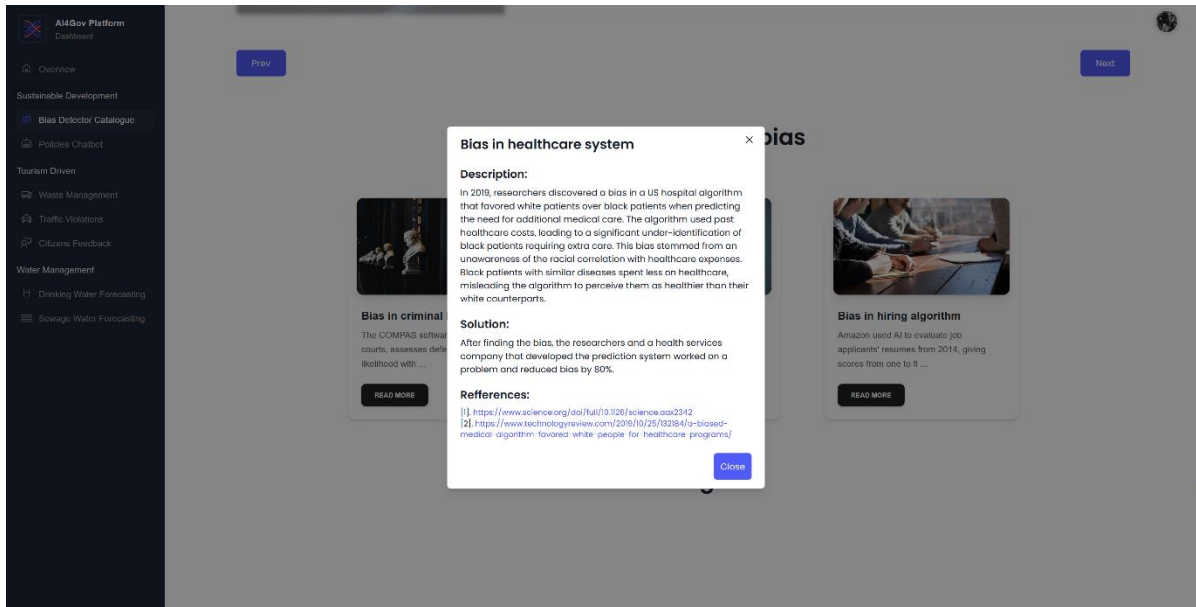 AI4Gov Platform
Dashboard
Overview
Sustainable Development
Bias Detector Catalogue
Policies Chatbot
Tourism Driven
Waste Management
Traffic Violations
Citizens Feedback
Water Management
Drinking Water Forecasting
Sewage Water Forecasting
Prev
Next
bias
Bias in healthcare system
Description:
In 2019, researchers discovered a bias in a US hospital algorithm
that favored white patients over black patients when predicting
the need for additional medical care. The algorithm used past
healthcare costs, leading to a significant under-identification of
black patients requiring extra care. This bias stemmed from an
unawareness of the racial correlation with healthcare expenses.
Black patients with similar diseases spent less on healthcare,
misleading the algorithm to perceive them as healthier than their
white counterparts.
Solution:
After finding the bias, the researchers and a health services
company that developed the prediction system worked on a
problem and reduced bias by 80%.
Refferences:
[1]. https://www.science.org/doi/full/10.1126/science.aax2342
[2]. https://www.technologyreview.com/2019/10/25/132184/a-biased-
medical-algorithm-favored-white-people-for-healthcare-programs/
Close
Bias in criminal
The COMPAS softwar
courts, assesses defe
likelihood with ...
READ MORE
Bias in hiring algorithm
Amazon used AI to evaluate job
applicants' resumes from 2014, giving
scores from one to fi ...
READ MORE